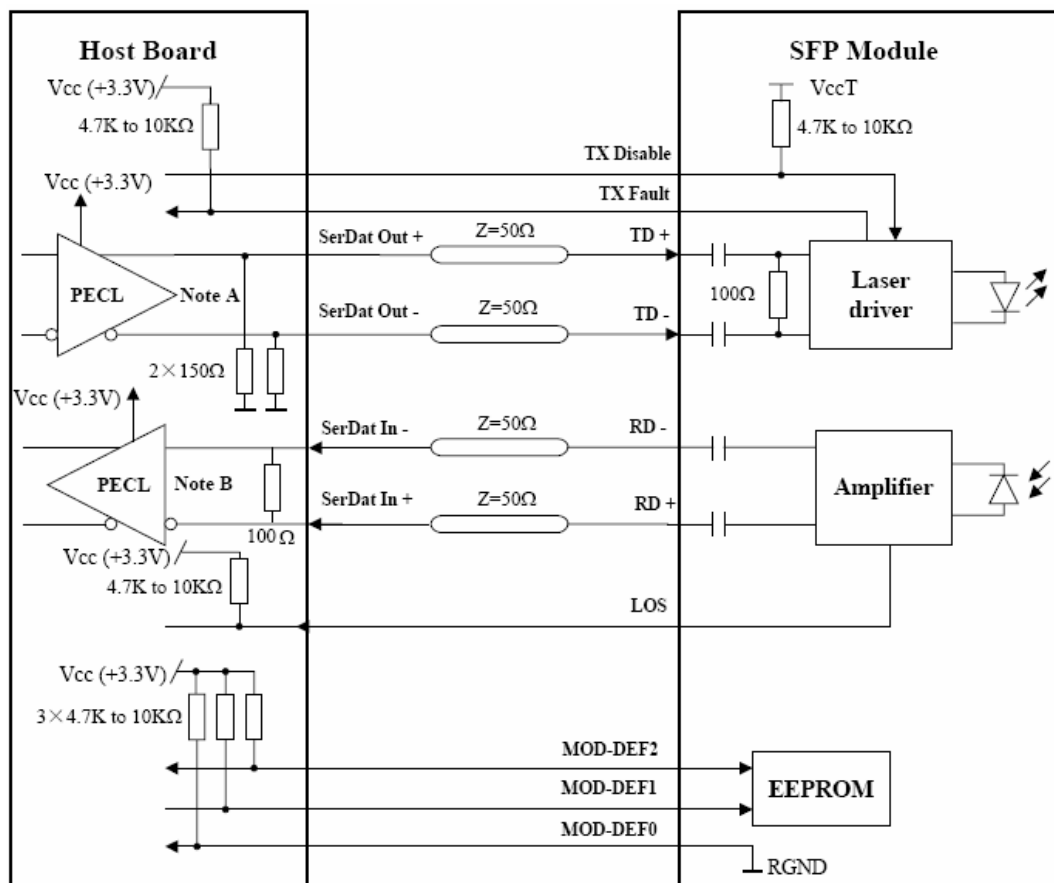 Host Board
SFP Module
Vcc (+3.3V)
4.7K to 10KΩ
VccT
4.7K to 10KΩ
TX Disable
TX Fault
Vcc (+3.3V)
SerDat Out +
Z=50Ω
TD +
PECL
Note A
100Ω
Laser
driver
SerDat Out -
Z=50Ω
TD -
2×150Ω
Vcc (+3.3V)
SerDat In -
Z=50Ω
RD -
PECL
Note B
Amplifier
SerDat In +
Z=50Ω
RD +
100Ω
Vcc (+3.3V)
4.7K to 10KΩ
LOS
Vcc (+3.3V)
3×4.7K to 10KΩ
MOD-DEF2
MOD-DEF1
EEPROM
MOD-DEF0
RGND